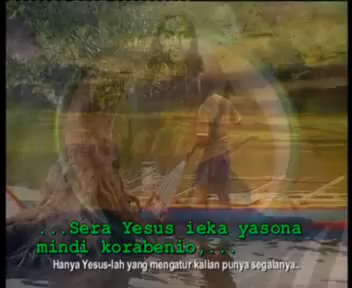 ...Sera Yesus ieka yasona
mindi korabenio,...
Hanya Yesus-lah yang mengatur kalian punya segalanya..